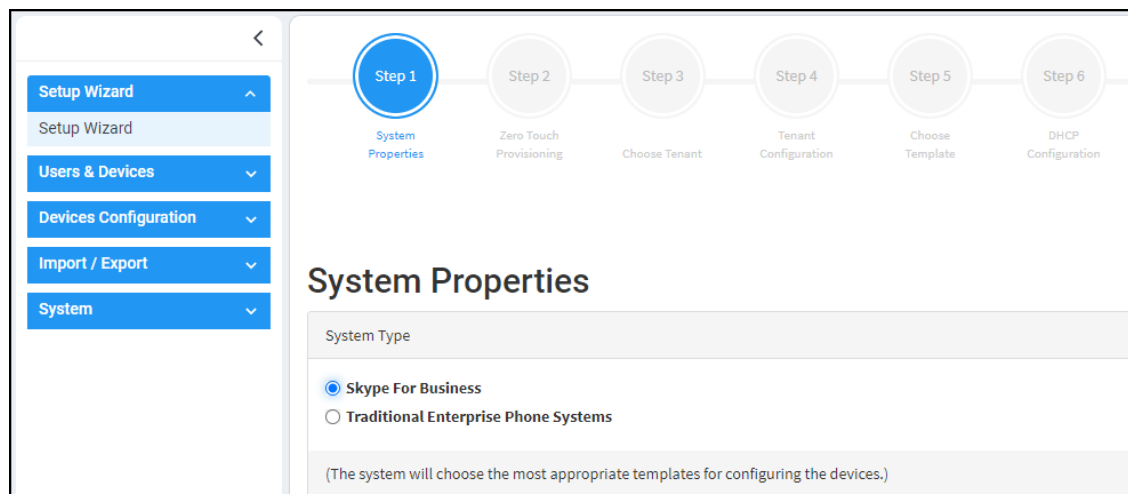 Setup Wizard
Setup Wizard
Users & Devices
Devices Configuration
Import / Export
System
Step 1
Step 2
Step 3
Step 4
Step 5
Step 6
System
Properties
Zero Touch
Provisioning
Choose Tenant
Tenant
Configuration
Choose
Template
DHCP
Configuration
System Properties
System Type
Skype For Business
Traditional Enterprise Phone Systems
(The system will choose the most appropriate templates for configuring the devices.)